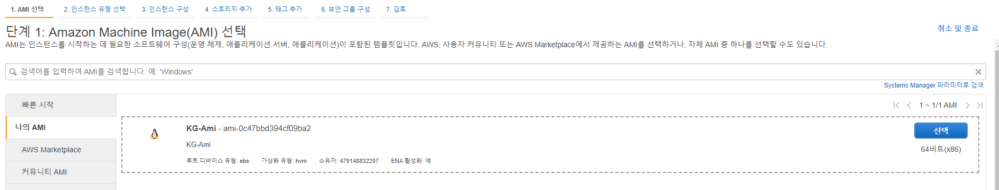 1. AMI 선택 2. 인스턴스 유형 선택 3. 인스턴스 구성 4. 스토리지 추가 5. 태그 추가 6. 보안 그룹 구성 7. 검토
단계 1: Amazon Machine Image(AMI) 선택
취소 및 종료
AMI는 인스턴스를 시작하는 데 필요한 소프트웨어 구성(운영 체제, 애플리케이션 서버, 애플리케이션)이 포함된 템플릿입니다. AWS, 사용자 커뮤니티 또는 AWS Marketplace에서 제공하는 AMI를 선택하거나, 자체 AMI 중 하나를 선택할 수도 있습니다.
검색어를 입력하여 AMI를 검색합니다. 예: 'Windows'
Systems Manager 파라미터로 검색
빠른 시작
1 ~ 1/1 AMI
나의 AMI
KG-Ami - ami-0c47bbd394cf09ba2
선택
KG-Ami
64비트(x86)
AWS Marketplace
루트 디바이스 유형: ebs 가상화 유형: hvm 소유자: 479148832207 ENA 활성화: 예
커뮤니티 AMI